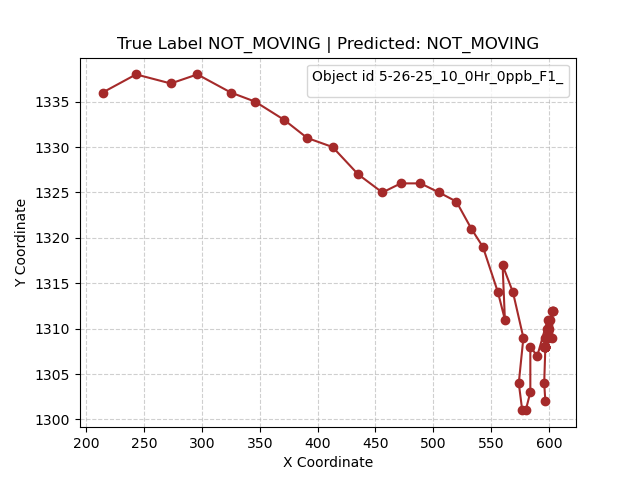 True Label NOT_MOVING | Predicted: NOT_MOVING
Object id 5-26-25_10_0Hr_0ppb_F1_
Y Coordinate
1335
1330
1325
1320
1315
1310
1305
1300
200 250 300 350 400 450 500 550 600
X Coordinate